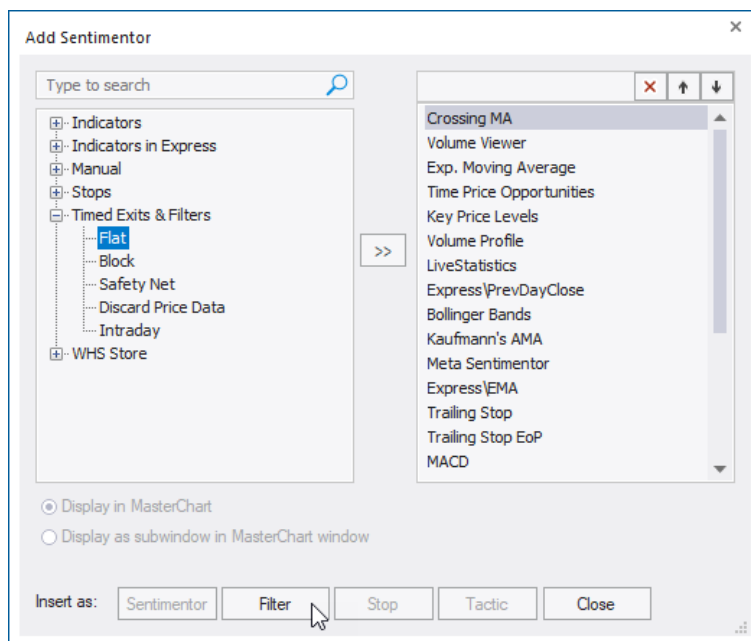 Add Sentimentor
Type to search
Indicators
Indicators in Express
Manual
Stops
Timed Exits & Filters
Flat
Block
Safety Net
Discard Price Data
Intraday
WHS Store
>>
Crossing MA
Volume Viewer
Exp. Moving Average
Time Price Opportunities
Key Price Levels
Volume Profile
LiveStatistics
Express\PrevDayClose
Bollinger Bands
Kaufmann's AMA
Meta Sentimentor
Express\EMA
Trailing Stop
Trailing Stop EoP
MACD
Display in MasterChart
Display as subwindow in MasterChart window
Insert as: Sentimentor Filter Stop Tactic Close